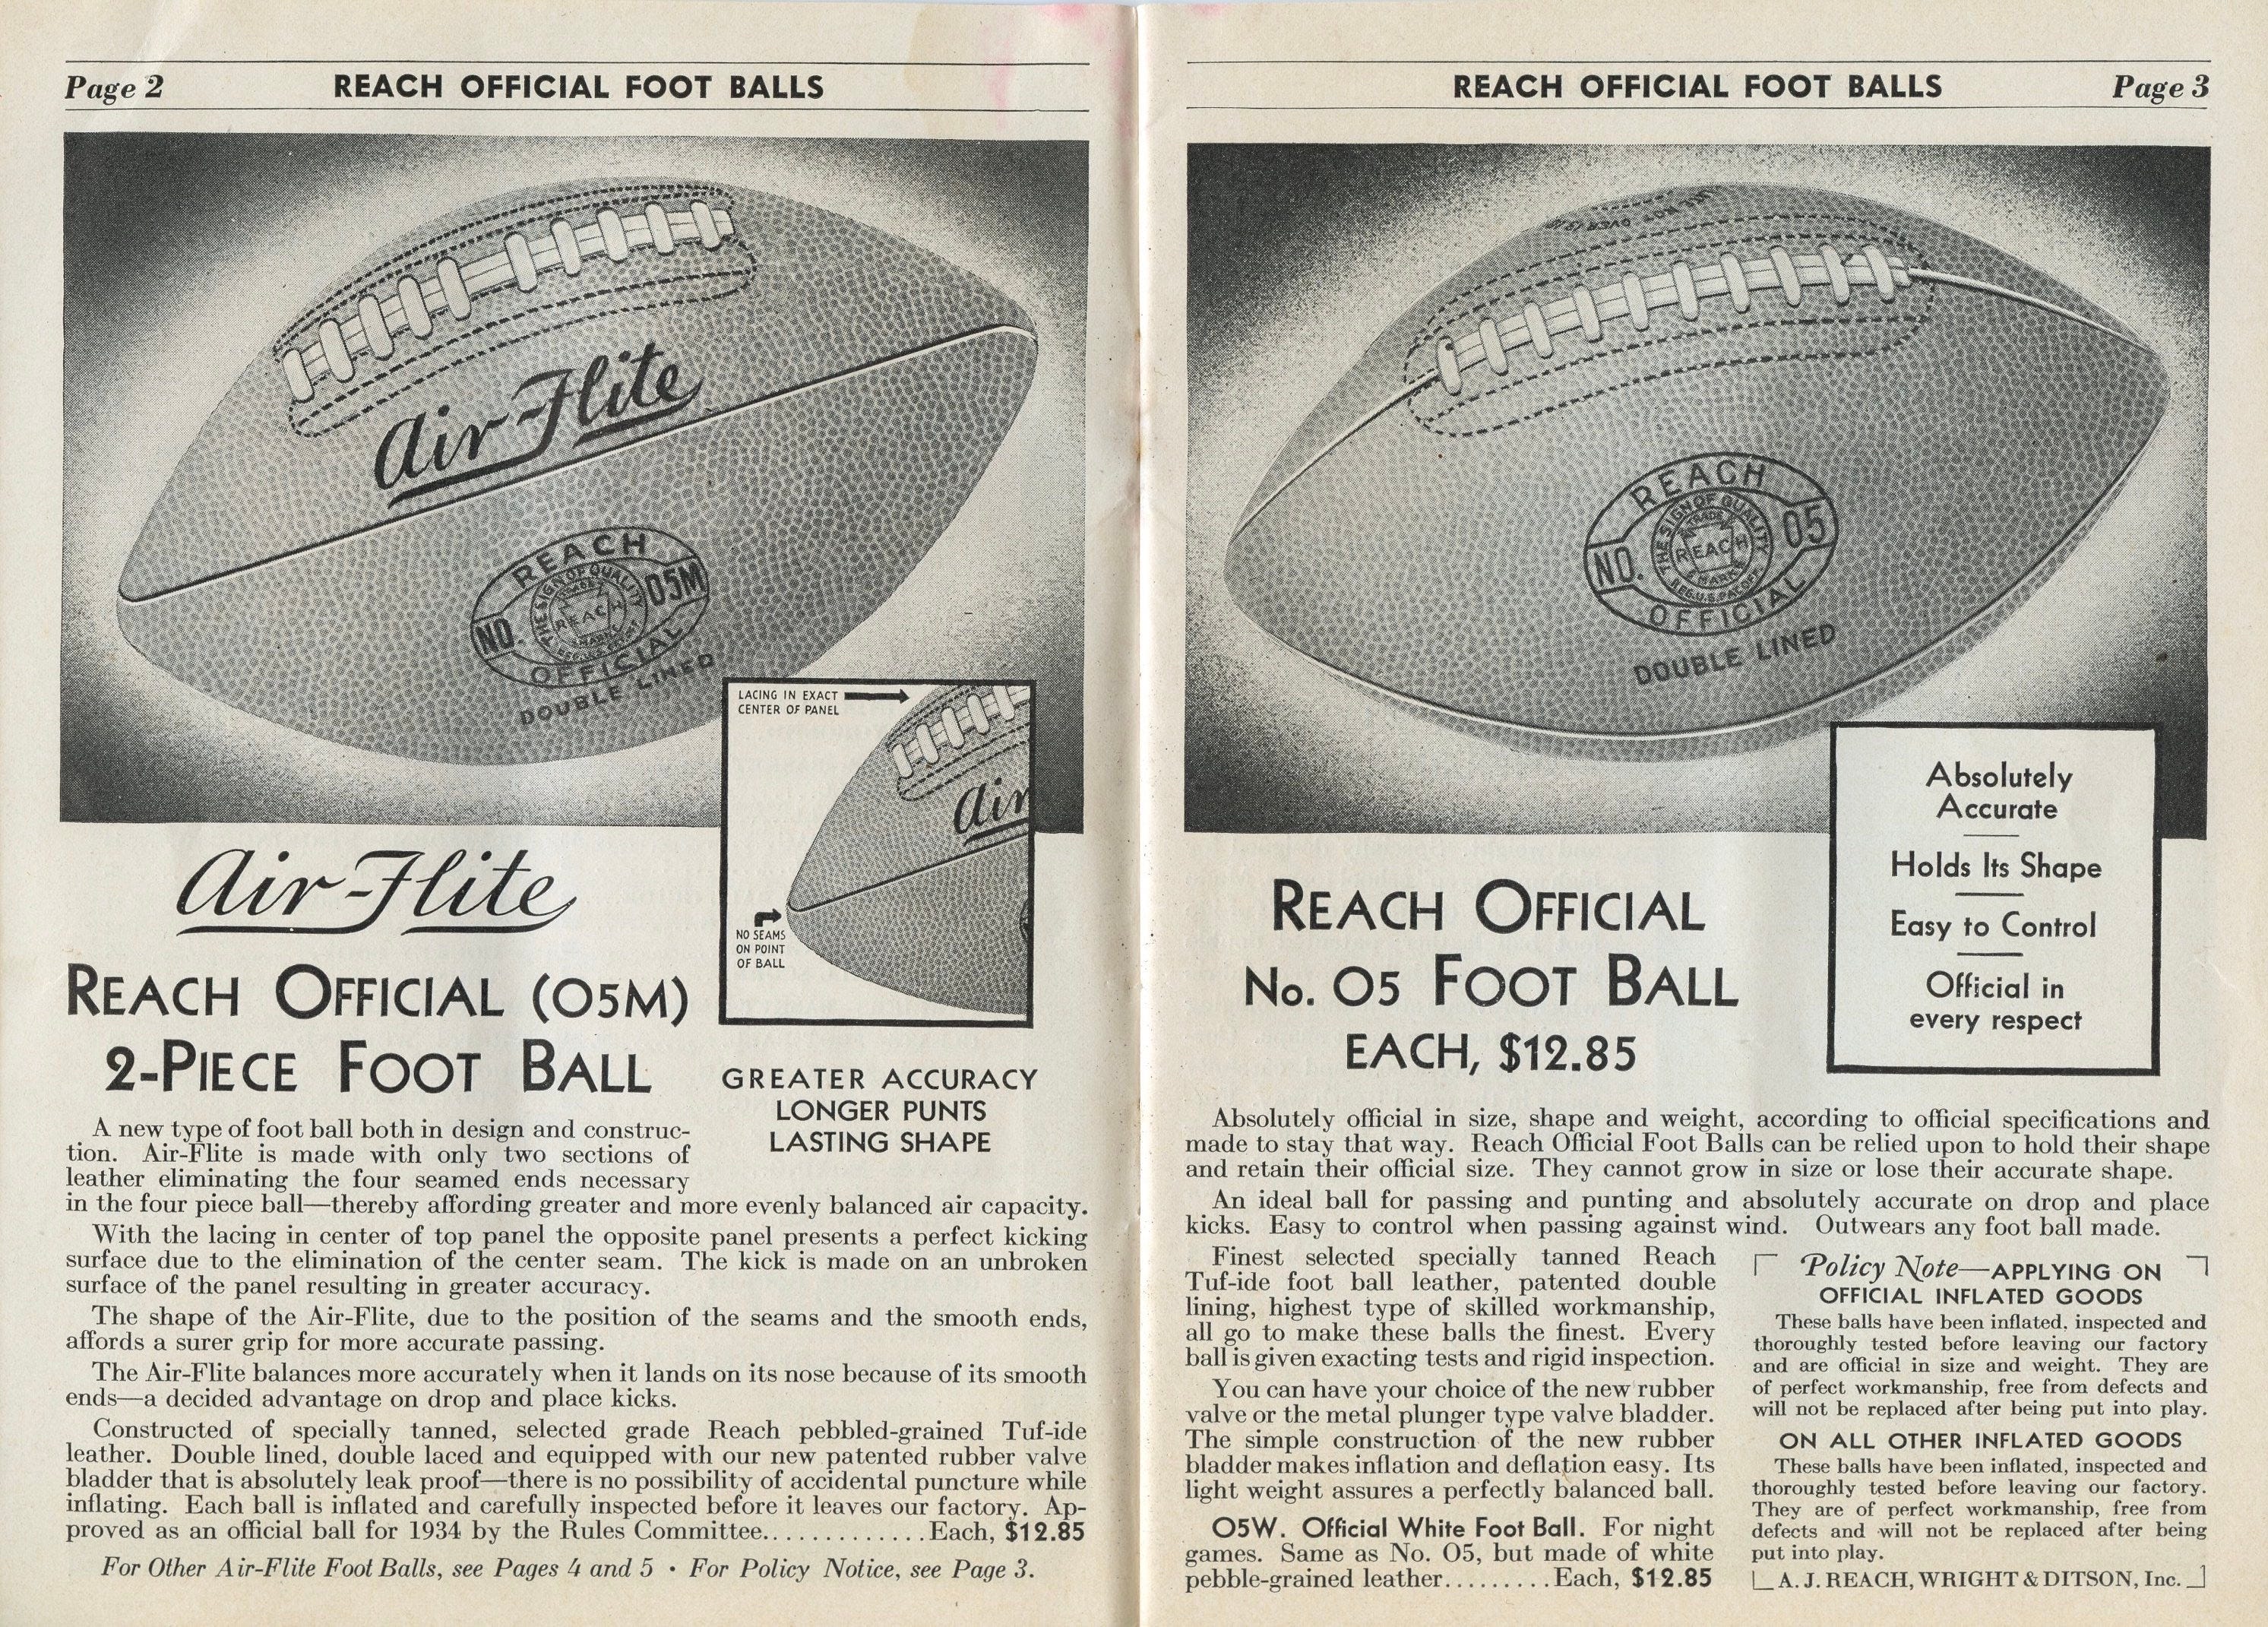 Page 2
REACH OFFICIAL FOOT BALLS
Air-Flite
REACH
THE SIGN OF QUALITY
TRADE
NO.
REACH
05M
MARK
OFFICIAL
DOUBLE LINED
LACING IN EXACT
CENTER OF PANEL
Air
NO SEAMS
ON POINT
OF BALL
Air-Flite
REACH OFFICIAL (O5M)
2-PIECE FOOT BALL
GREATER ACCURACY
LONGER PUNTS
LASTING SHAPE
A new type of foot ball both in design and construc-
tion. Air-Flite is made with only two sections of
leather eliminating the four seamed ends necessary
in the four piece ball—thereby affording greater and more evenly balanced air capacity.
With the lacing in center of top panel the opposite panel presents a perfect kicking
surface due to the elimination of the center seam. The kick is made on an unbroken
surface of the panel resulting in greater accuracy.
The shape of the Air-Flite, due to the position of the seams and the smooth ends,
affords a surer grip for more accurate passing.
The Air-Flite balances more accurately when it lands on its nose because of its smooth
ends—a decided advantage on drop and place kicks.
Constructed of specially tanned, selected grade Reach pebbled-grained Tuf-ide
leather. Double lined, double laced and equipped with our new patented rubber valve
bladder that is absolutely leak proof—there is no possibility of accidental puncture while
inflating. Each ball is inflated and carefully inspected before it leaves our factory. Ap-
proved as an official ball for 1934 by the Rules Committee.............Each, $12.85
For Other Air-Flite Foot Balls, see Pages 4 and 5 • For Policy Notice, see Page 3.
REACH OFFICIAL FOOT BALLS
Page 3
REACH
THE SIGN OF QUALITY
TRADE
NO.
REACH
05
MARK
REG. U.S. PAT. OFF.
OFFICIAL
DOUBLE LINED
Absolutely
Accurate
Holds Its Shape
Easy to Control
Official in
every respect
REACH OFFICIAL
No. O5 FOOT BALL
EACH, $12.85
Absolutely official in size, shape and weight, according to official specifications and
made to stay that way. Reach Official Foot Balls can be relied upon to hold their shape
and retain their official size. They cannot grow in size or lose their accurate shape.
An ideal ball for passing and punting and absolutely accurate on drop and place
kicks. Easy to control when passing against wind. Outwears any foot ball made.
Finest selected specially tanned Reach
Tuf-ide foot ball leather, patented double
lining, highest type of skilled workmanship,
all go to make these balls the finest. Every
ball is given exacting tests and rigid inspection.
You can have your choice of the new rubber
valve or the metal plunger type valve bladder.
The simple construction of the new rubber
bladder makes inflation and deflation easy. Its
light weight assures a perfectly balanced ball.
O5W. Official White Foot Ball. For night
games. Same as No. O5, but made of white
pebble-grained leather.........Each, $12.85
Policy Note—APPLYING ON
OFFICIAL INFLATED GOODS
These balls have been inflated, inspected and
thoroughly tested before leaving our factory
and are official in size and weight. They are
of perfect workmanship, free from defects and
will not be replaced after being put into play.
ON ALL OTHER INFLATED GOODS
These balls have been inflated, inspected and
thoroughly tested before leaving our factory.
They are of perfect workmanship, free from
defects and will not be replaced after being
put into play.
A. J. REACH, WRIGHT & DITSON, Inc.